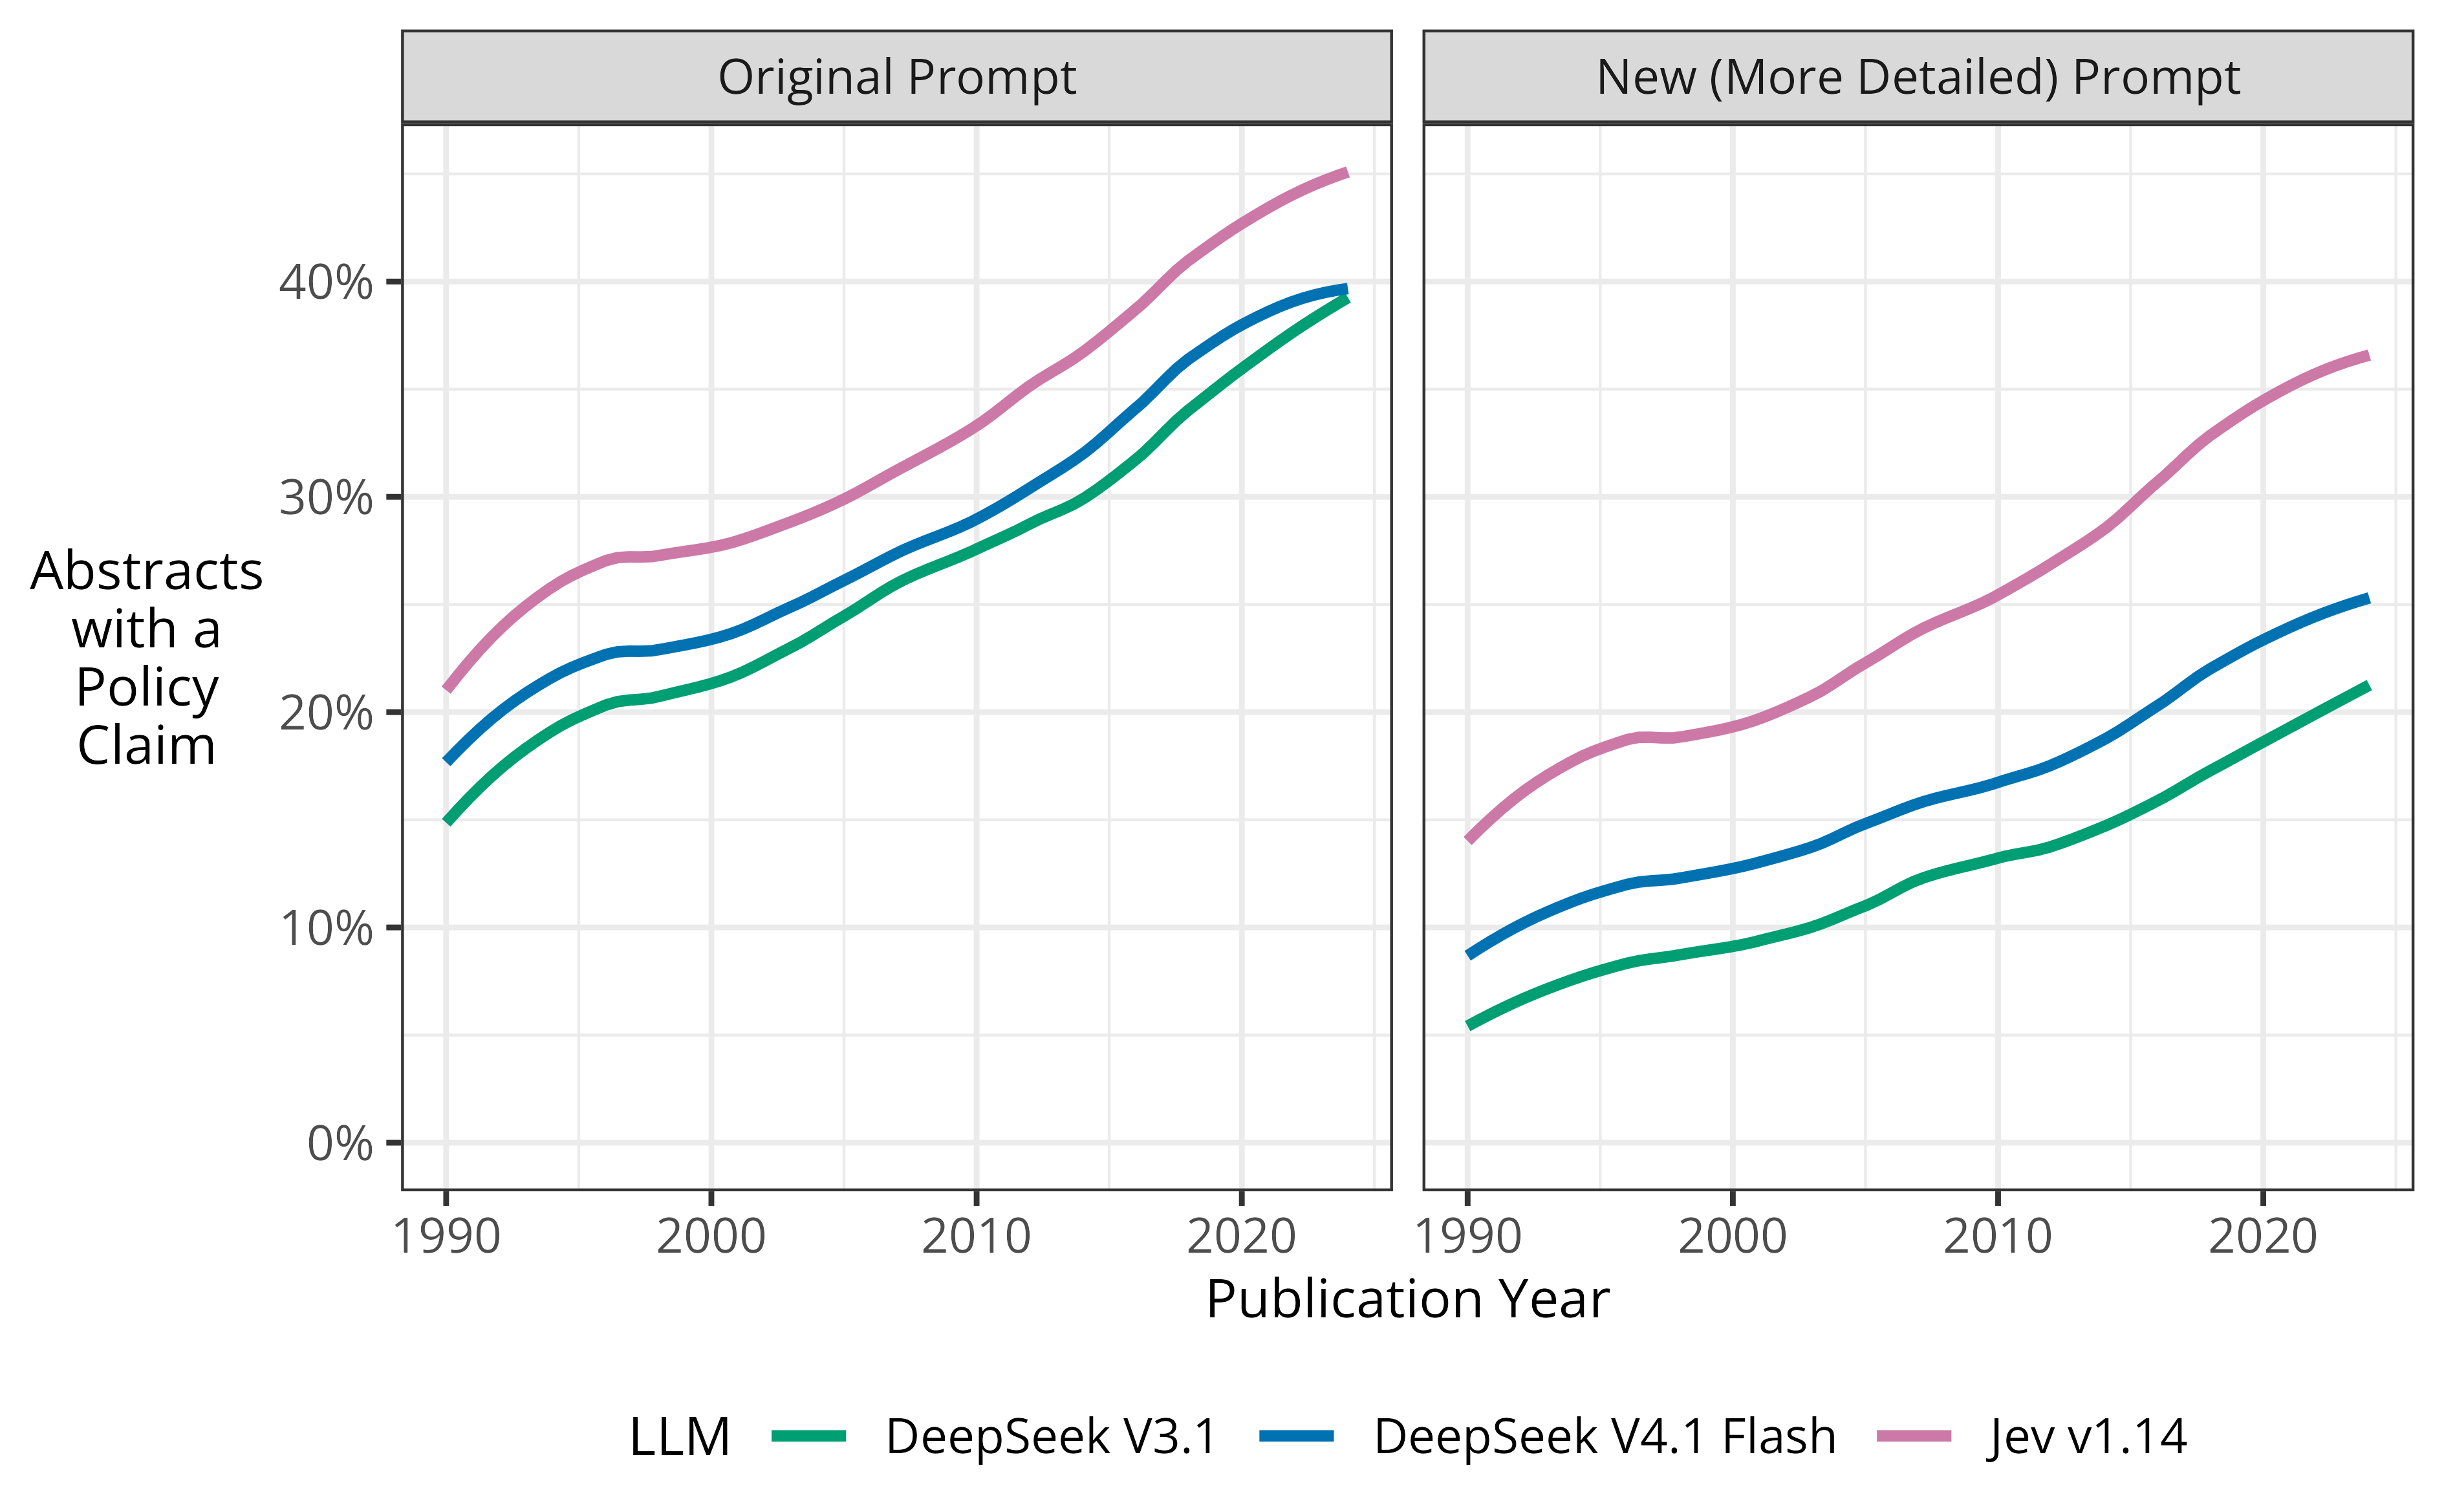 Original Prompt
New (More Detailed) Prompt
Abstracts
with a
Policy
Claim
40%
30%
20%
10%
0%
1990 2000 2010 2020
1990 2000 2010 2020
Publication Year
LLM DeepSeek V3.1 DeepSeek V4.1 Flash Jev v1.14